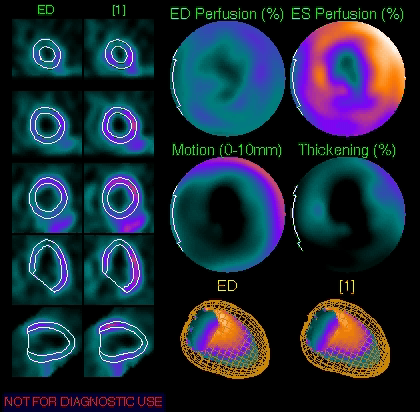 ED [1] ED Perfusion (%) ES Perfusion (%)
Motion (0-10mm) Thickening (%)
ED [1]
NOT FOR DIAGNOSTIC USE